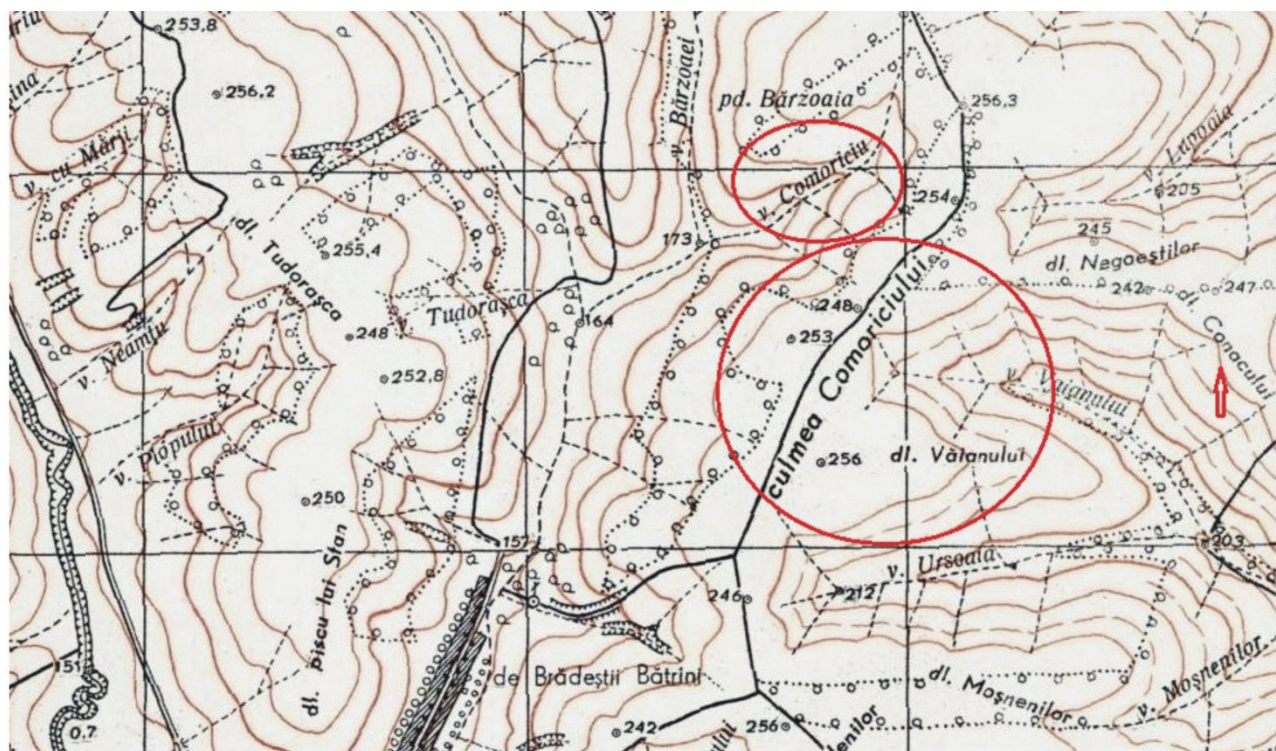 253,8
256,2
pd. Bărzoaia
256,3
v. Bărzoaei
v. cu Mării
v. Comoriciu
v. Lupoaia
205
254
dl. Tudorașca
255,4
173
245
dl. Negoeștilor
242
247
248
164
Tudorașca
248
253
culmea Comoriciului
dl. Conacului
v. Neamțu
252,8
v. Văianului
v. Plopului
256
dl. Văianului
250
157
203
v. Ursoaia
dl. Piscu lui Stan
246
212
151
de Brădeștii Bătrîni
dl. Moșnenilor
v. Moșnenilor
0,7
242
256